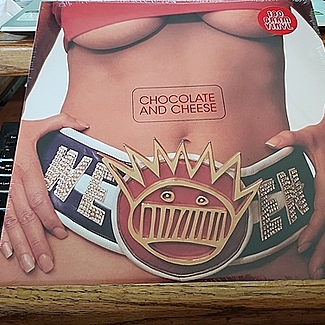 180
GRAM
VINYL
CHOCOLATE
AND CHEESE
WE EN